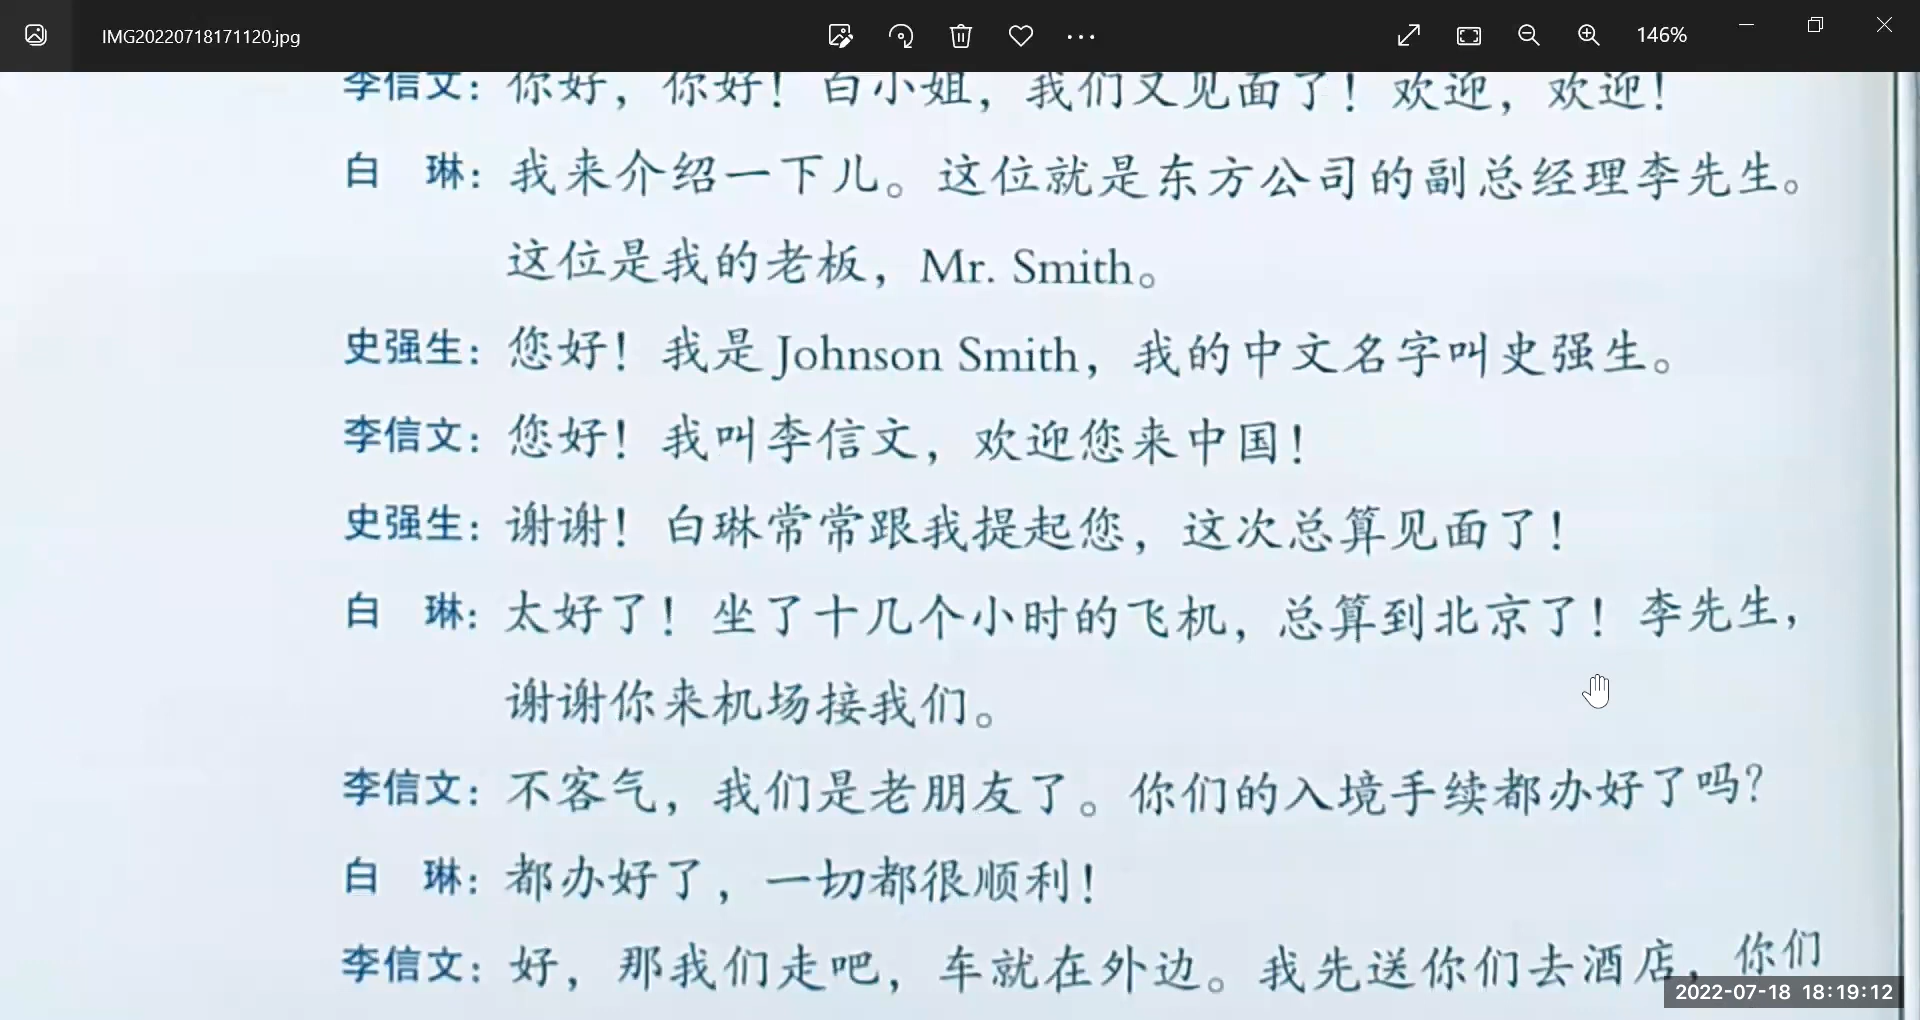 IMG20220718171120.jpg
146%
李信文：你好，你好！白小姐，我们又见面了！欢迎，欢迎！
白 琳：我来介绍一下儿。这位就是东方公司的副总经理李先生。
这位是我的老板，Mr. Smith。
史强生：您好！我是 Johnson Smith，我的中文名字叫史强生。
李信文：您好！我叫李信文，欢迎您来中国！
史强生：谢谢！白琳常常跟我提起您，这次总算见面了！
白 琳：太好了！坐了十几个小时的飞机，总算到北京了！李先生，
谢谢你来机场接我们。
李信文：不客气，我们是老朋友了。你们的入境手续都办好了吗？
白 琳：都办好了，一切都很顺利！
李信文：好，那我们走吧，车就在外边。我先送你们去酒店，你们
2022-07-18 18:19:12